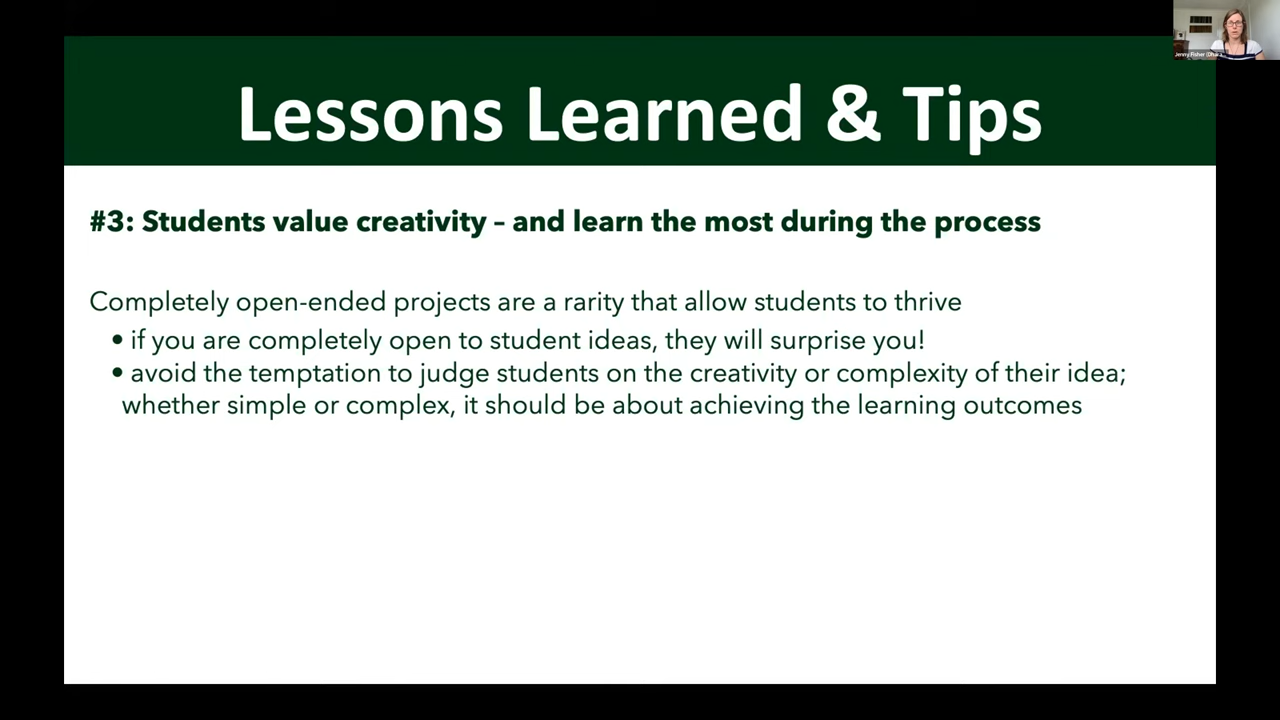 Lessons Learned & Tips
#3: Students value creativity – and learn the most during the process
Completely open-ended projects are a rarity that allow students to thrive
• if you are completely open to student ideas, they will surprise you!
• avoid the temptation to judge students on the creativity or complexity of their idea;
whether simple or complex, it should be about achieving the learning outcomes
Jenny Fisher